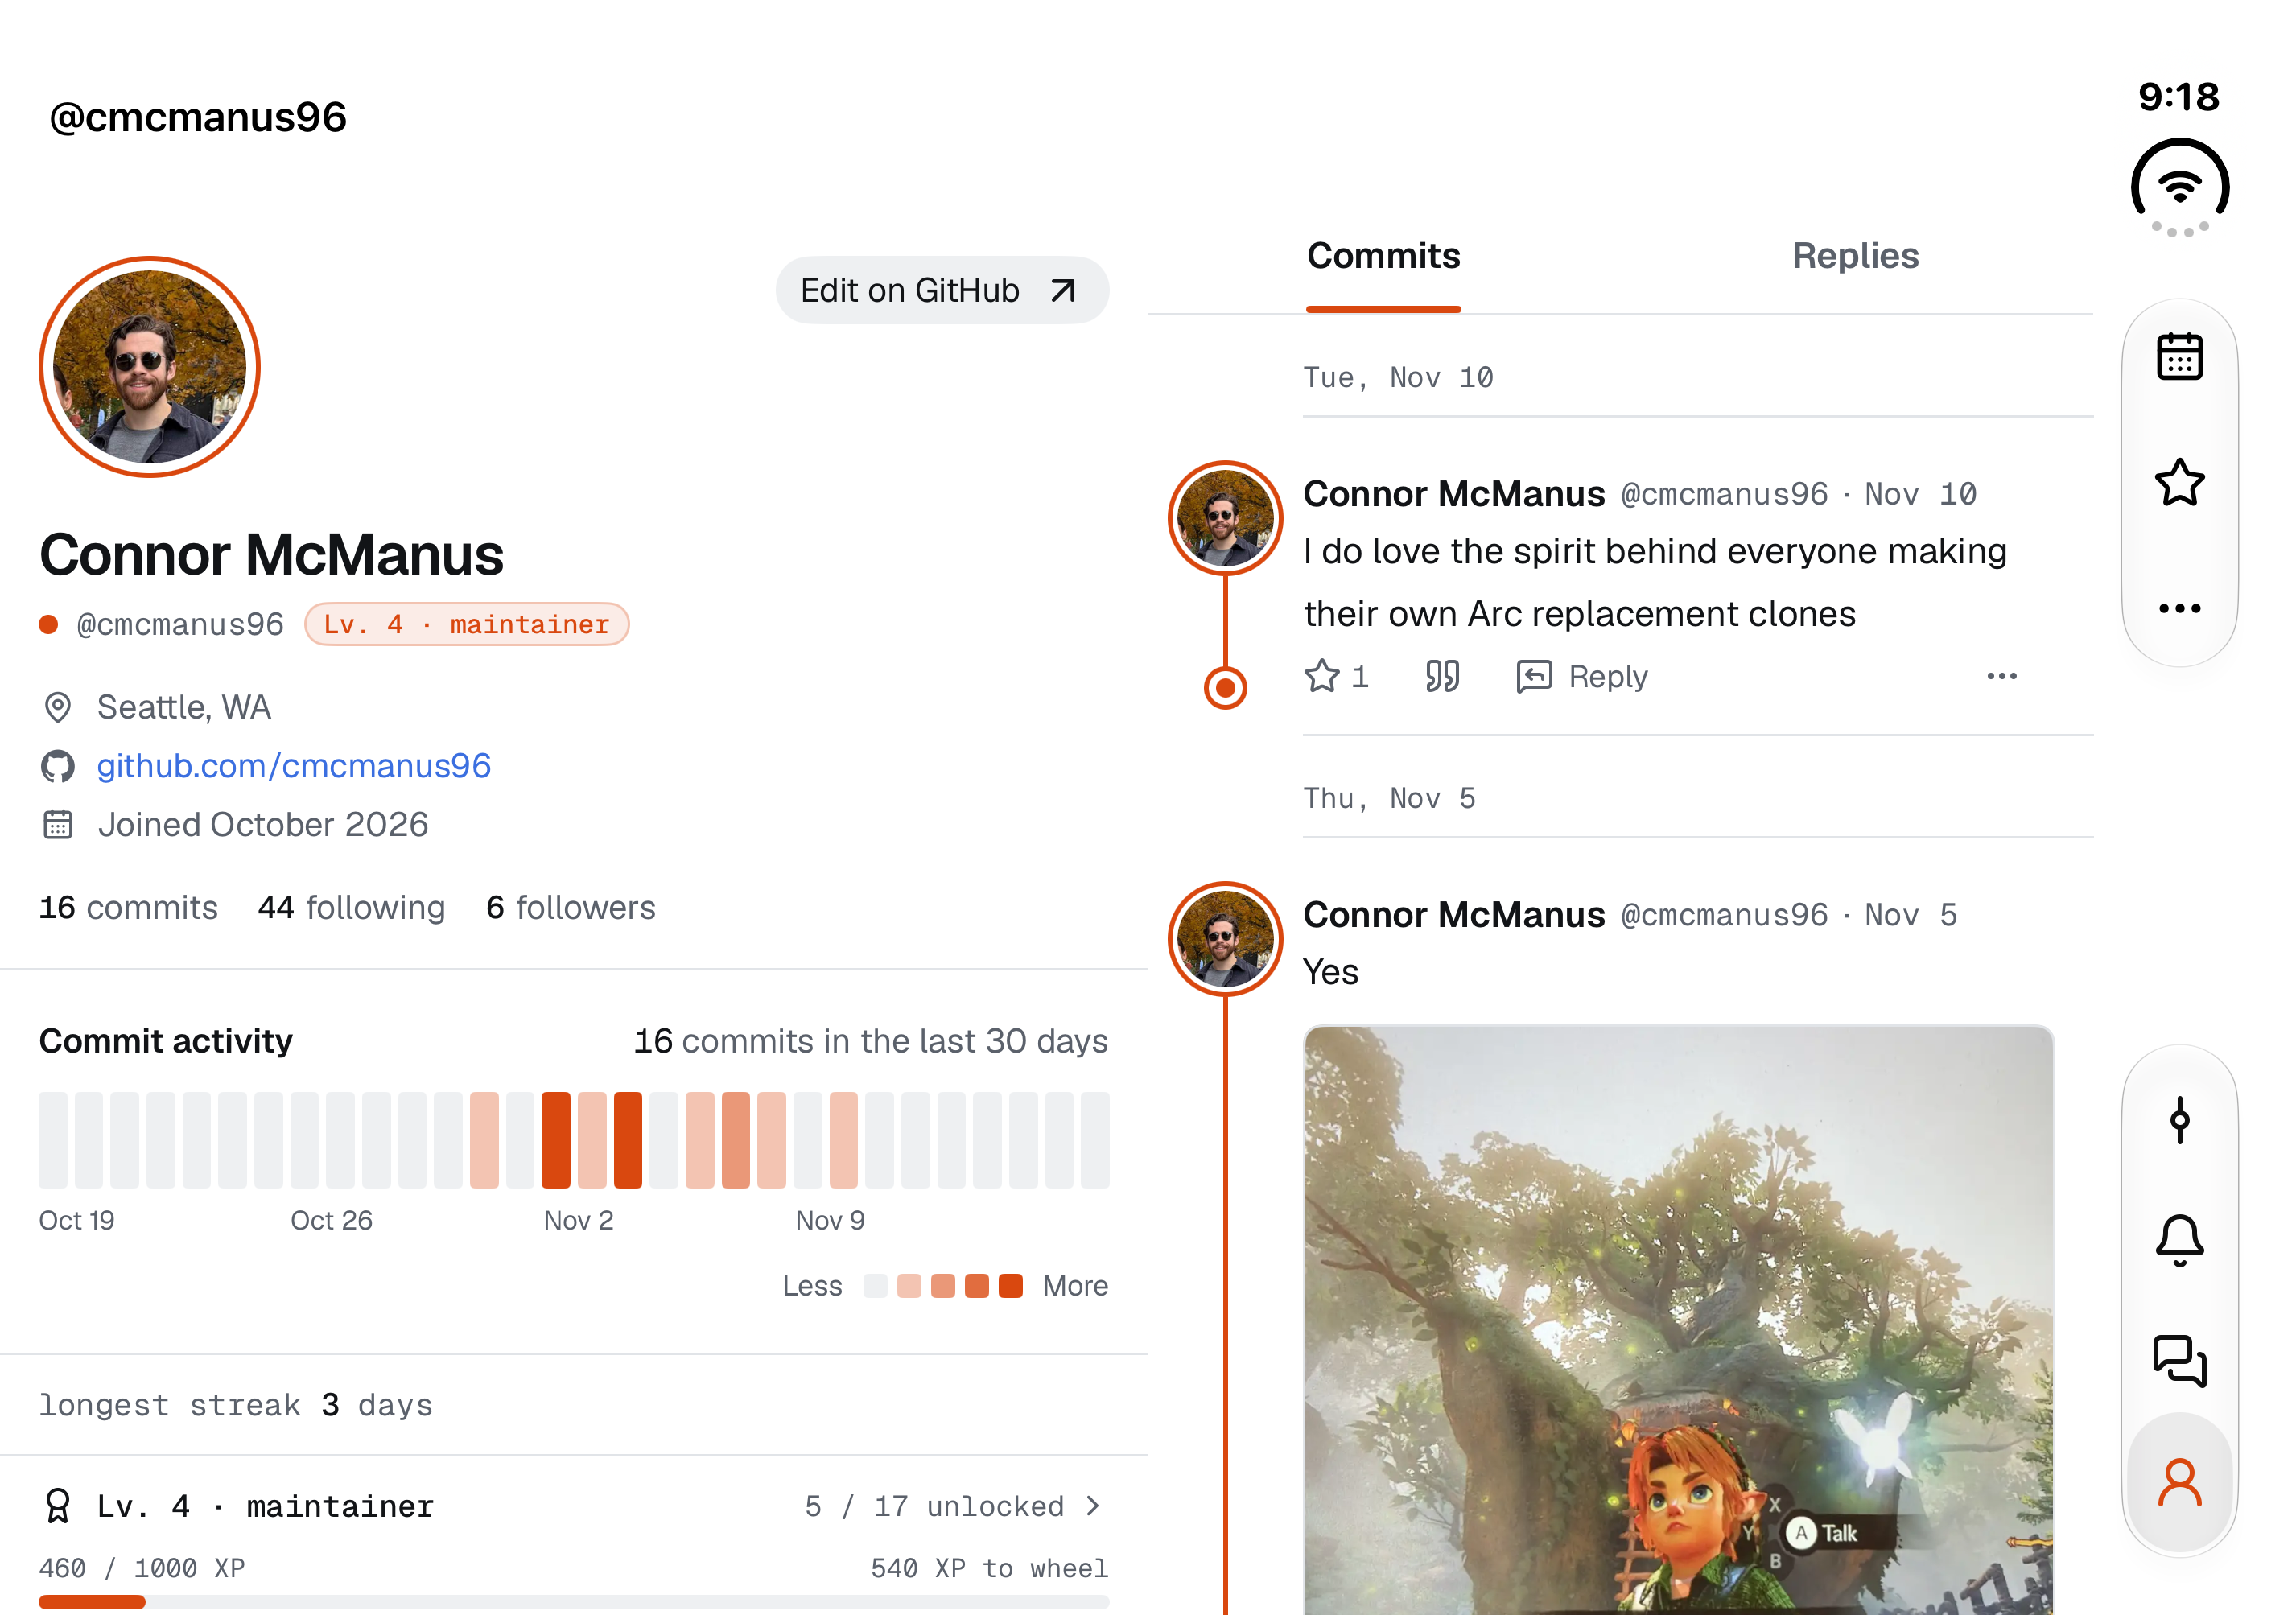 @cmcmanus96
9:18
Edit on GitHub
Connor McManus
@cmcmanus96 Lv. 4 · maintainer
Seattle, WA
github.com/cmcmanus96
Joined October 2026
16 commits 44 following 6 followers
Commit activity 16 commits in the last 30 days
Oct 19 Oct 26 Nov 2 Nov 9
Less More
longest streak 3 days
Lv. 4 · maintainer 5 / 17 unlocked
460 / 1000 XP 540 XP to wheel
Commits Replies
Tue, Nov 10
Connor McManus @cmcmanus96 · Nov 10
I do love the spirit behind everyone making
their own Arc replacement clones
1 Reply
Thu, Nov 5
Connor McManus @cmcmanus96 · Nov 5
Yes
X
Y A Talk
B